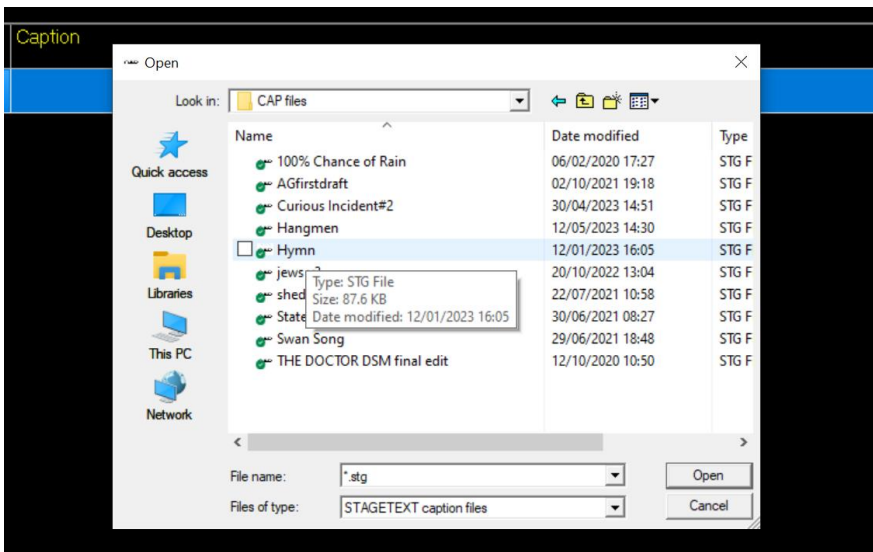 Caption
Open
Look in: CAP files
Name Date modified Type
Quick access
Desktop
Libraries
This PC
Network
100% Chance of Rain 06/02/2020 17:27 STG F
AGfirstdraft 02/10/2021 19:18 STG F
Curious Incident#2 30/04/2023 14:51 STG F
Hangmen 12/05/2023 14:30 STG F
Hymn 12/01/2023 16:05 STG F
jews 20/10/2022 13:04 STG F
shed 22/07/2021 10:58 STG F
State 30/06/2021 08:27 STG F
Swan Song 29/06/2021 18:48 STG F
THE DOCTOR DSM final edit 12/10/2020 10:50 STG F
Type: STG File
Size: 87.6 KB
Date modified: 12/01/2023 16:05
File name: *.stg Open
Files of type: STAGETEXT caption files Cancel